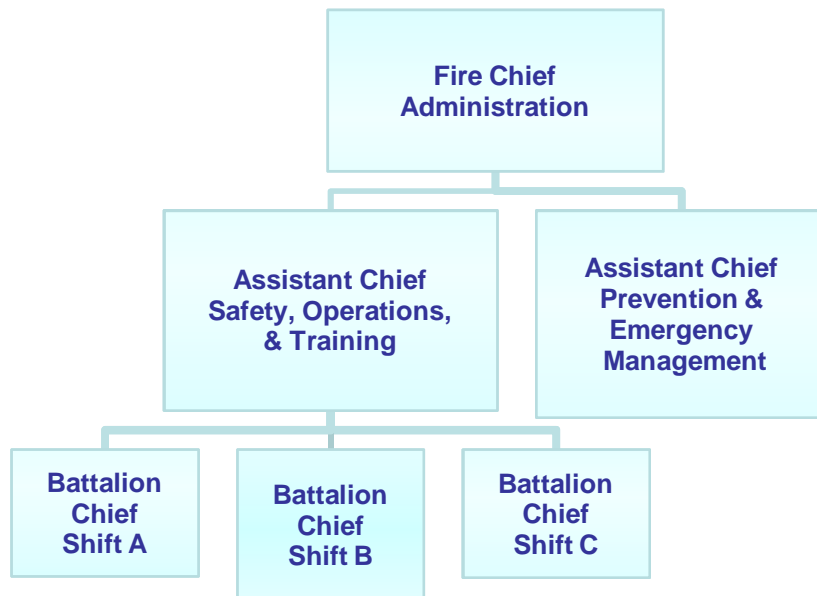 Fire Chief
Administration
Assistant Chief
Safety, Operations,
& Training
Assistant Chief
Prevention &
Emergency
Management
Battalion
Chief
Shift A
Battalion
Chief
Shift B
Battalion
Chief
Shift C